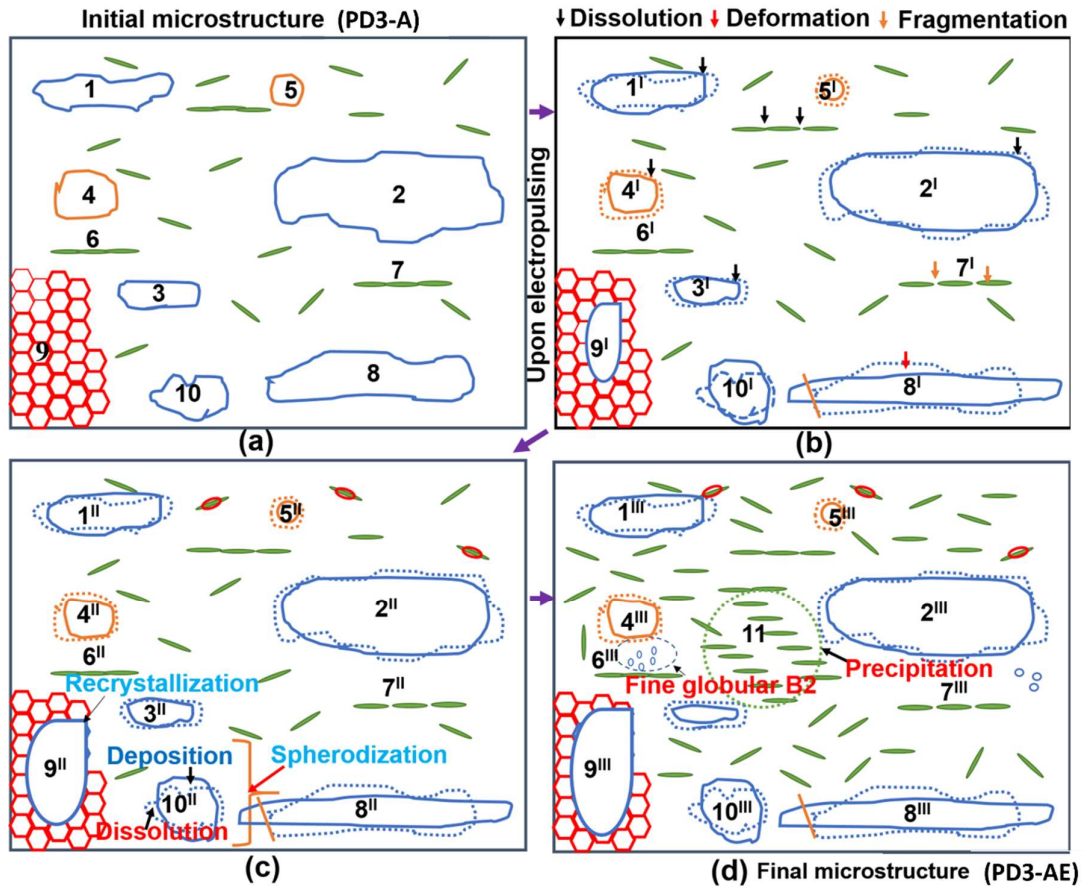 Initial microstructure (PD3-A)
Dissolution Deformation Fragmentation
1
5
4
2
6
7
3
9
8
10
(a)
Upon electropulsing
1I
5I
4I
2I
6I
7I
3I
9I
10I
8I
(b)
1II
5II
4II
2II
6II
Recrystallization
7II
3II
Deposition
Spherodization
9II
10II
8II
Dissolution
(c)
1III
5III
4III
11
2III
6III
Precipitation
Fine globular B2
7III
9III
10III
8III
(d) Final microstructure (PD3-AE)